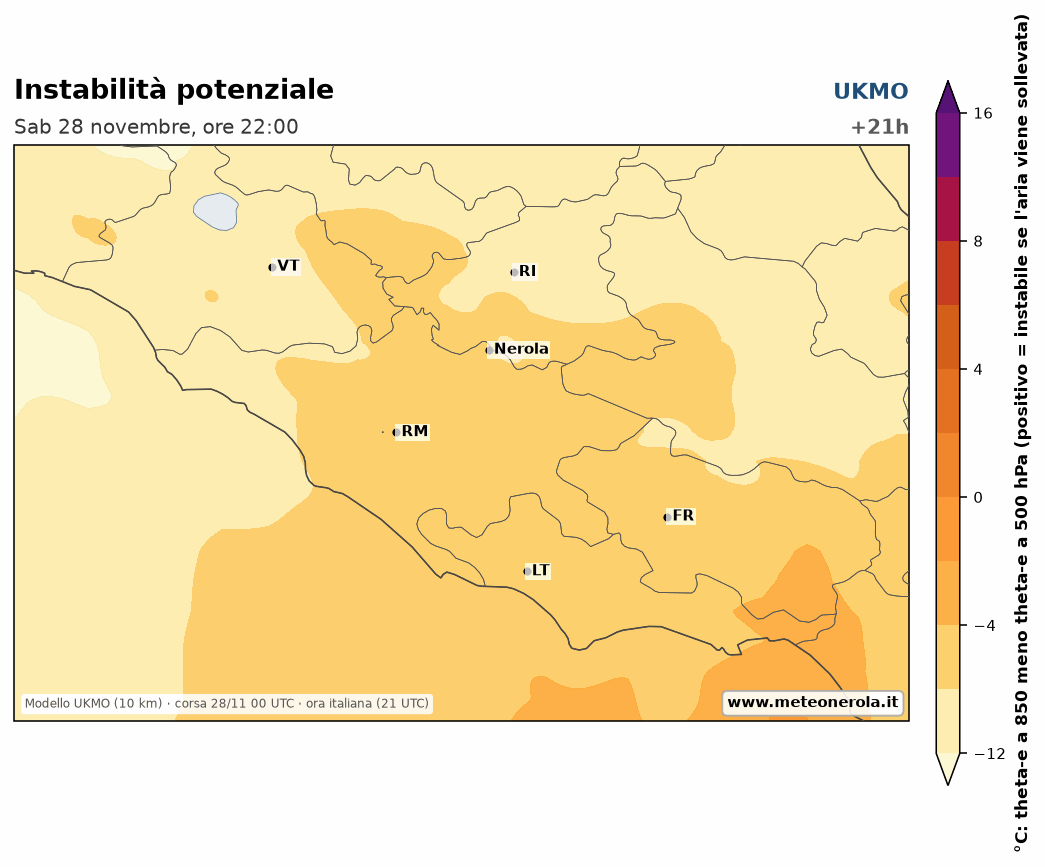 Instabilità potenziale
UKMO
Sab 28 novembre, ore 22:00
+21h
VT
RI
Nerola
RM
FR
LT
Modello UKMO (10 km) · corsa 28/11 00 UTC · ora italiana (21 UTC)
www.meteonerola.it
16
8
4
0
−4
−12
°C: theta-e a 850 meno theta-e a 500 hPa (positivo = instabile se l'aria viene sollevata)